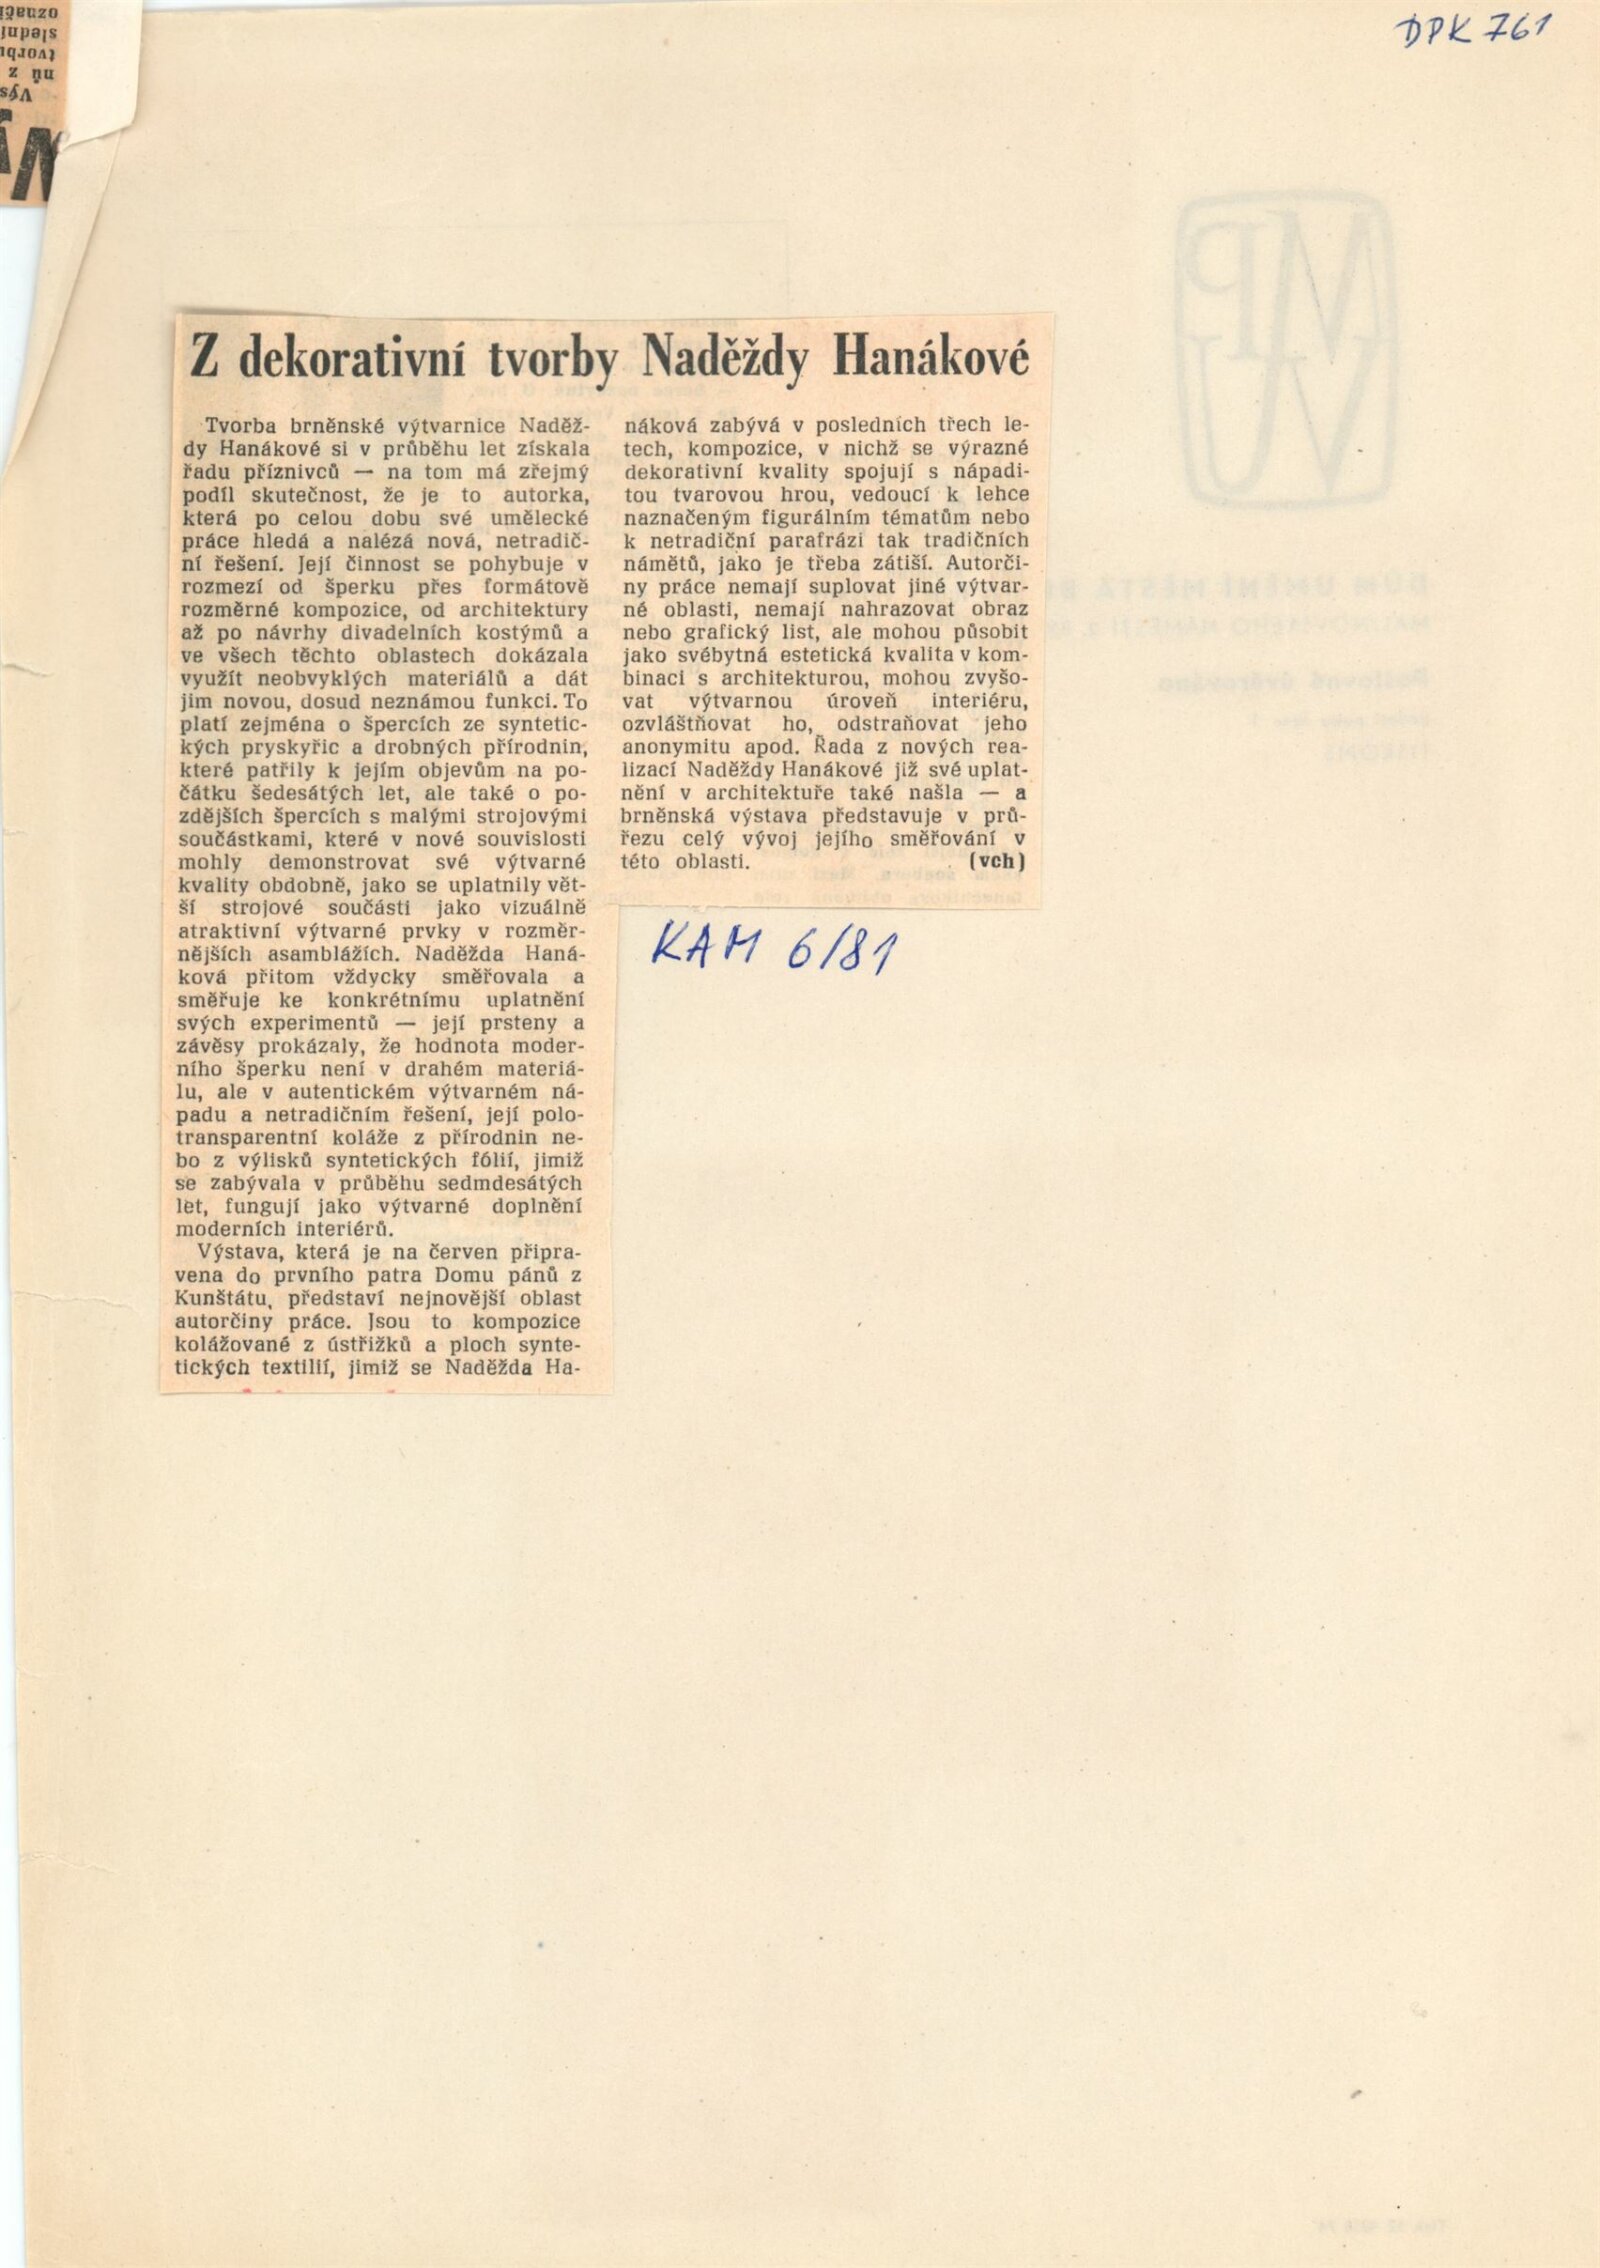 DPK 761
Z dekorativní tvorby Naděždy Hanákové
Tvorba brněnské výtvarnice Naděž-
dy Hanákové si v průběhu let získala
řadu příznivců — na tom má zřejmý
podíl skutečnost, že je to autorka,
která po celou dobu své umělecké
práce hledá a nalézá nová, netradič-
ní řešení. Její činnost se pohybuje v
rozmezí od šperku přes formátově
rozměrné kompozice, od architektury
až po návrhy divadelních kostýmů a
ve všech těchto oblastech dokázala
využít neobvyklých materiálů a dát
jim novou, dosud neznámou funkci. To
platí zejména o špercích ze syntetic-
kých pryskyřic a drobných přírodnin,
které patřily k jejím objevům na po-
čátku šedesátých let, ale také o po-
zdějších špercích s malými strojovými
součástkami, které v nové souvislosti
mohly demonstrovat své výtvarné
kvality obdobně, jako se uplatnily vět-
ší strojové součásti jako vizuálně
atraktivní výtvarné prvky v rozměr-
nějších asamblážích. Naděžda Haná-
ková přitom vždycky směřovala a
směřuje ke konkrétnímu uplatnění
svých experimentů — její prsteny a
závěsy prokázaly, že hodnota moder-
ního šperku není v drahém materiá-
lu, ale v autentickém výtvarném ná-
padu a netradičním řešení, její polo-
transparentní koláže z přírodnin ne-
bo z výlisků syntetických fólií, jimiž
se zabývala v průběhu sedmdesátých
let, fungují jako výtvarné doplnění
moderních interiérů.
Výstava, která je na červen připra-
vena do prvního patra Domu pánů z
Kunštátu, představí nejnovější oblast
autorčiny práce. Jsou to kompozice
kolážované z ústřižků a ploch synte-
tických textilií, jimiž se Naděžda Ha-
náková zabývá v posledních třech le-
tech, kompozice, v nichž se výrazné
dekorativní kvality spojují s nápadi-
tou tvarovou hrou, vedoucí k lehce
naznačeným figurálním tématům nebo
k netradiční parafrázi tak tradičních
námětů, jako je třeba zátiší. Autorči-
ny práce nemají suplovat jiné výtvar-
né oblasti, nemají nahrazovat obraz
nebo grafický list, ale mohou působit
jako svébytná estetická kvalita v kom-
binaci s architekturou, mohou zvyšo-
vat výtvarnou úroveň interiéru,
ozvláštňovat ho, odstraňovat jeho
anonymitu apod. Řada z nových rea-
lizací Naděždy Hanákové již své uplat-
nění v architektuře také našla — a
brněnská výstava představuje v prů-
řezu celý vývoj jejího směřování v
této oblasti. (vch)
KAM 6/81